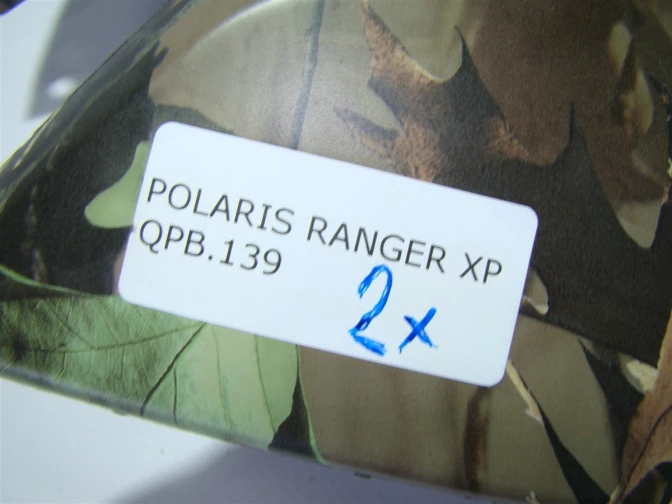 POLARIS RANGER XP
QPB.139
2x